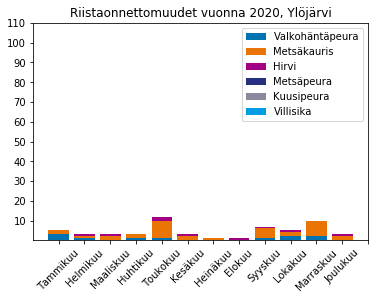 Riistaonnettomuudet vuonna 2020, Ylöjärvi
110
100
90
80
70
60
50
40
30
20
10
Valkohäntäpeura
Metsäkauris
Hirvi
Metsäpeura
Kuusipeura
Villisika
Tammikuu
Helmikuu
Maaliskuu
Huhtikuu
Toukokuu
Kesäkuu
Heinäkuu
Elokuu
Syyskuu
Lokakuu
Marraskuu
Joulukuu